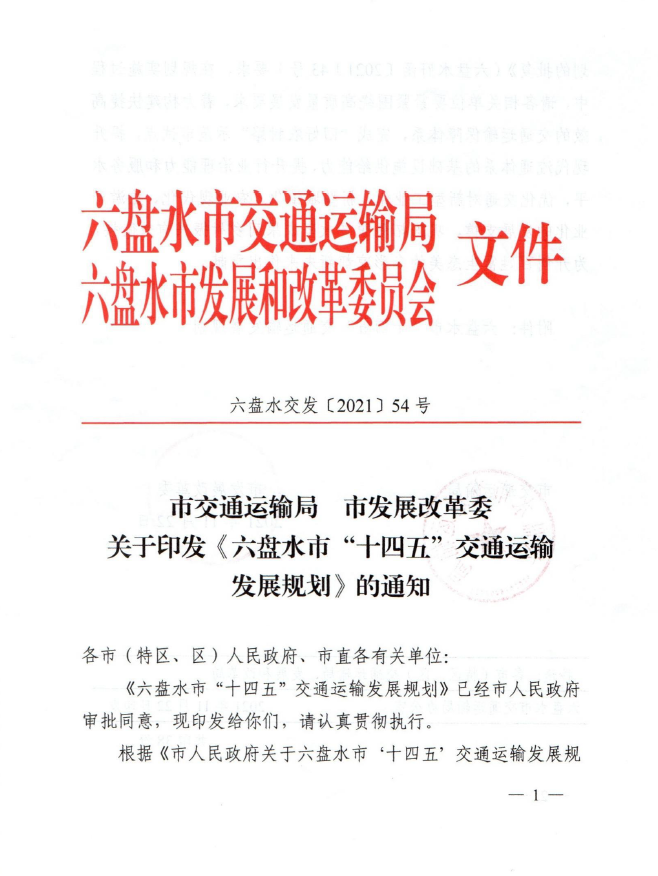 六盘水市交通运输局
六盘水市发展和改革委员会
文件
六盘水交发〔2021〕54号
市交通运输局 市发展改革委
关于印发《六盘水市“十四五”交通运输
发展规划》的通知
各市（特区、区）人民政府、市直各有关单位：
《六盘水市“十四五”交通运输发展规划》已经市人民政府
审批同意，现印发给你们，请认真贯彻执行。
根据《市人民政府关于六盘水市‘十四五’交通运输发展规
— 1 —